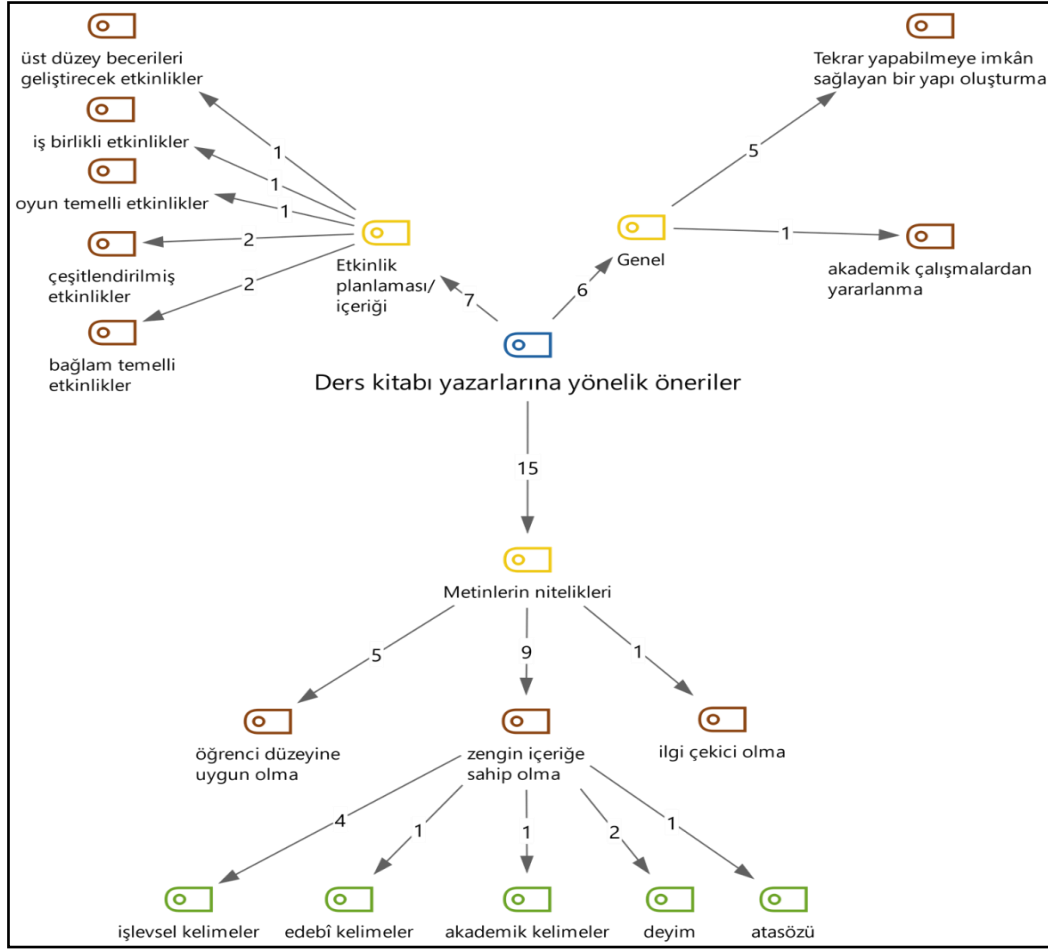 üst düzey becerileri
geliştirecek etkinlikler
1
iş birlikli etkinlikler
1
oyun temelli etkinlikler
1
çeşitlendirilmiş
etkinlikler
2
bağlam temelli
etkinlikler
2
Etkinlik
planlaması/
içeriği
7
Tekrar yapabilmeye imkân
sağlayan bir yapı oluşturma
5
akademik çalışmalardan
yararlanma
1
Genel
6
Ders kitabı yazarlarına yönelik öneriler
15
Metinlerin nitelikleri
5
9
1
öğrenci düzeyine
uygun olma
zengin içeriğe
sahip olma
ilgi çekici olma
4
1
1
2
1
işlevsel kelimeler
edebî kelimeler
akademik kelimeler
deyim
atasözü